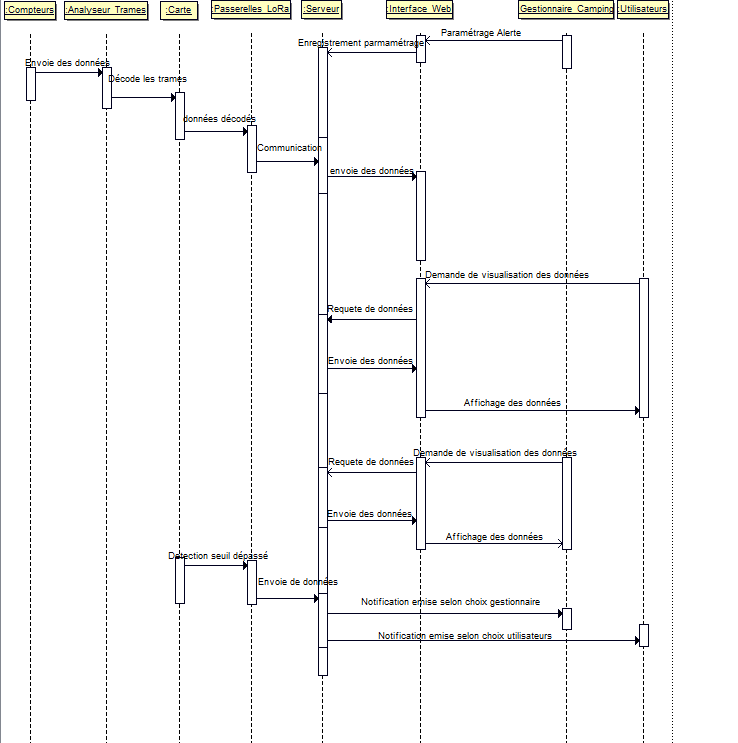 :Compteurs
:Analyseur_Trames
:Carte
:Passerelles_LoRa
:Serveur
:Interface_Web
Gestionnaire_Camping
:Utilisateurs
Paramétrage Alerte
Enregistrement parmamétrage
Envoie des données
Décode les trames
données décodés
Communication
envoie des données
Demande de visualisation des données
Requete de données
Envoie des données
Affichage des données
Demande de visualisation des données
Requete de données
Envoie des données
Affichage des données
Detection seuil dépassé
Envoie de données
Notification emise selon choix gestionnaire
Notification emise selon choix utilisateurs